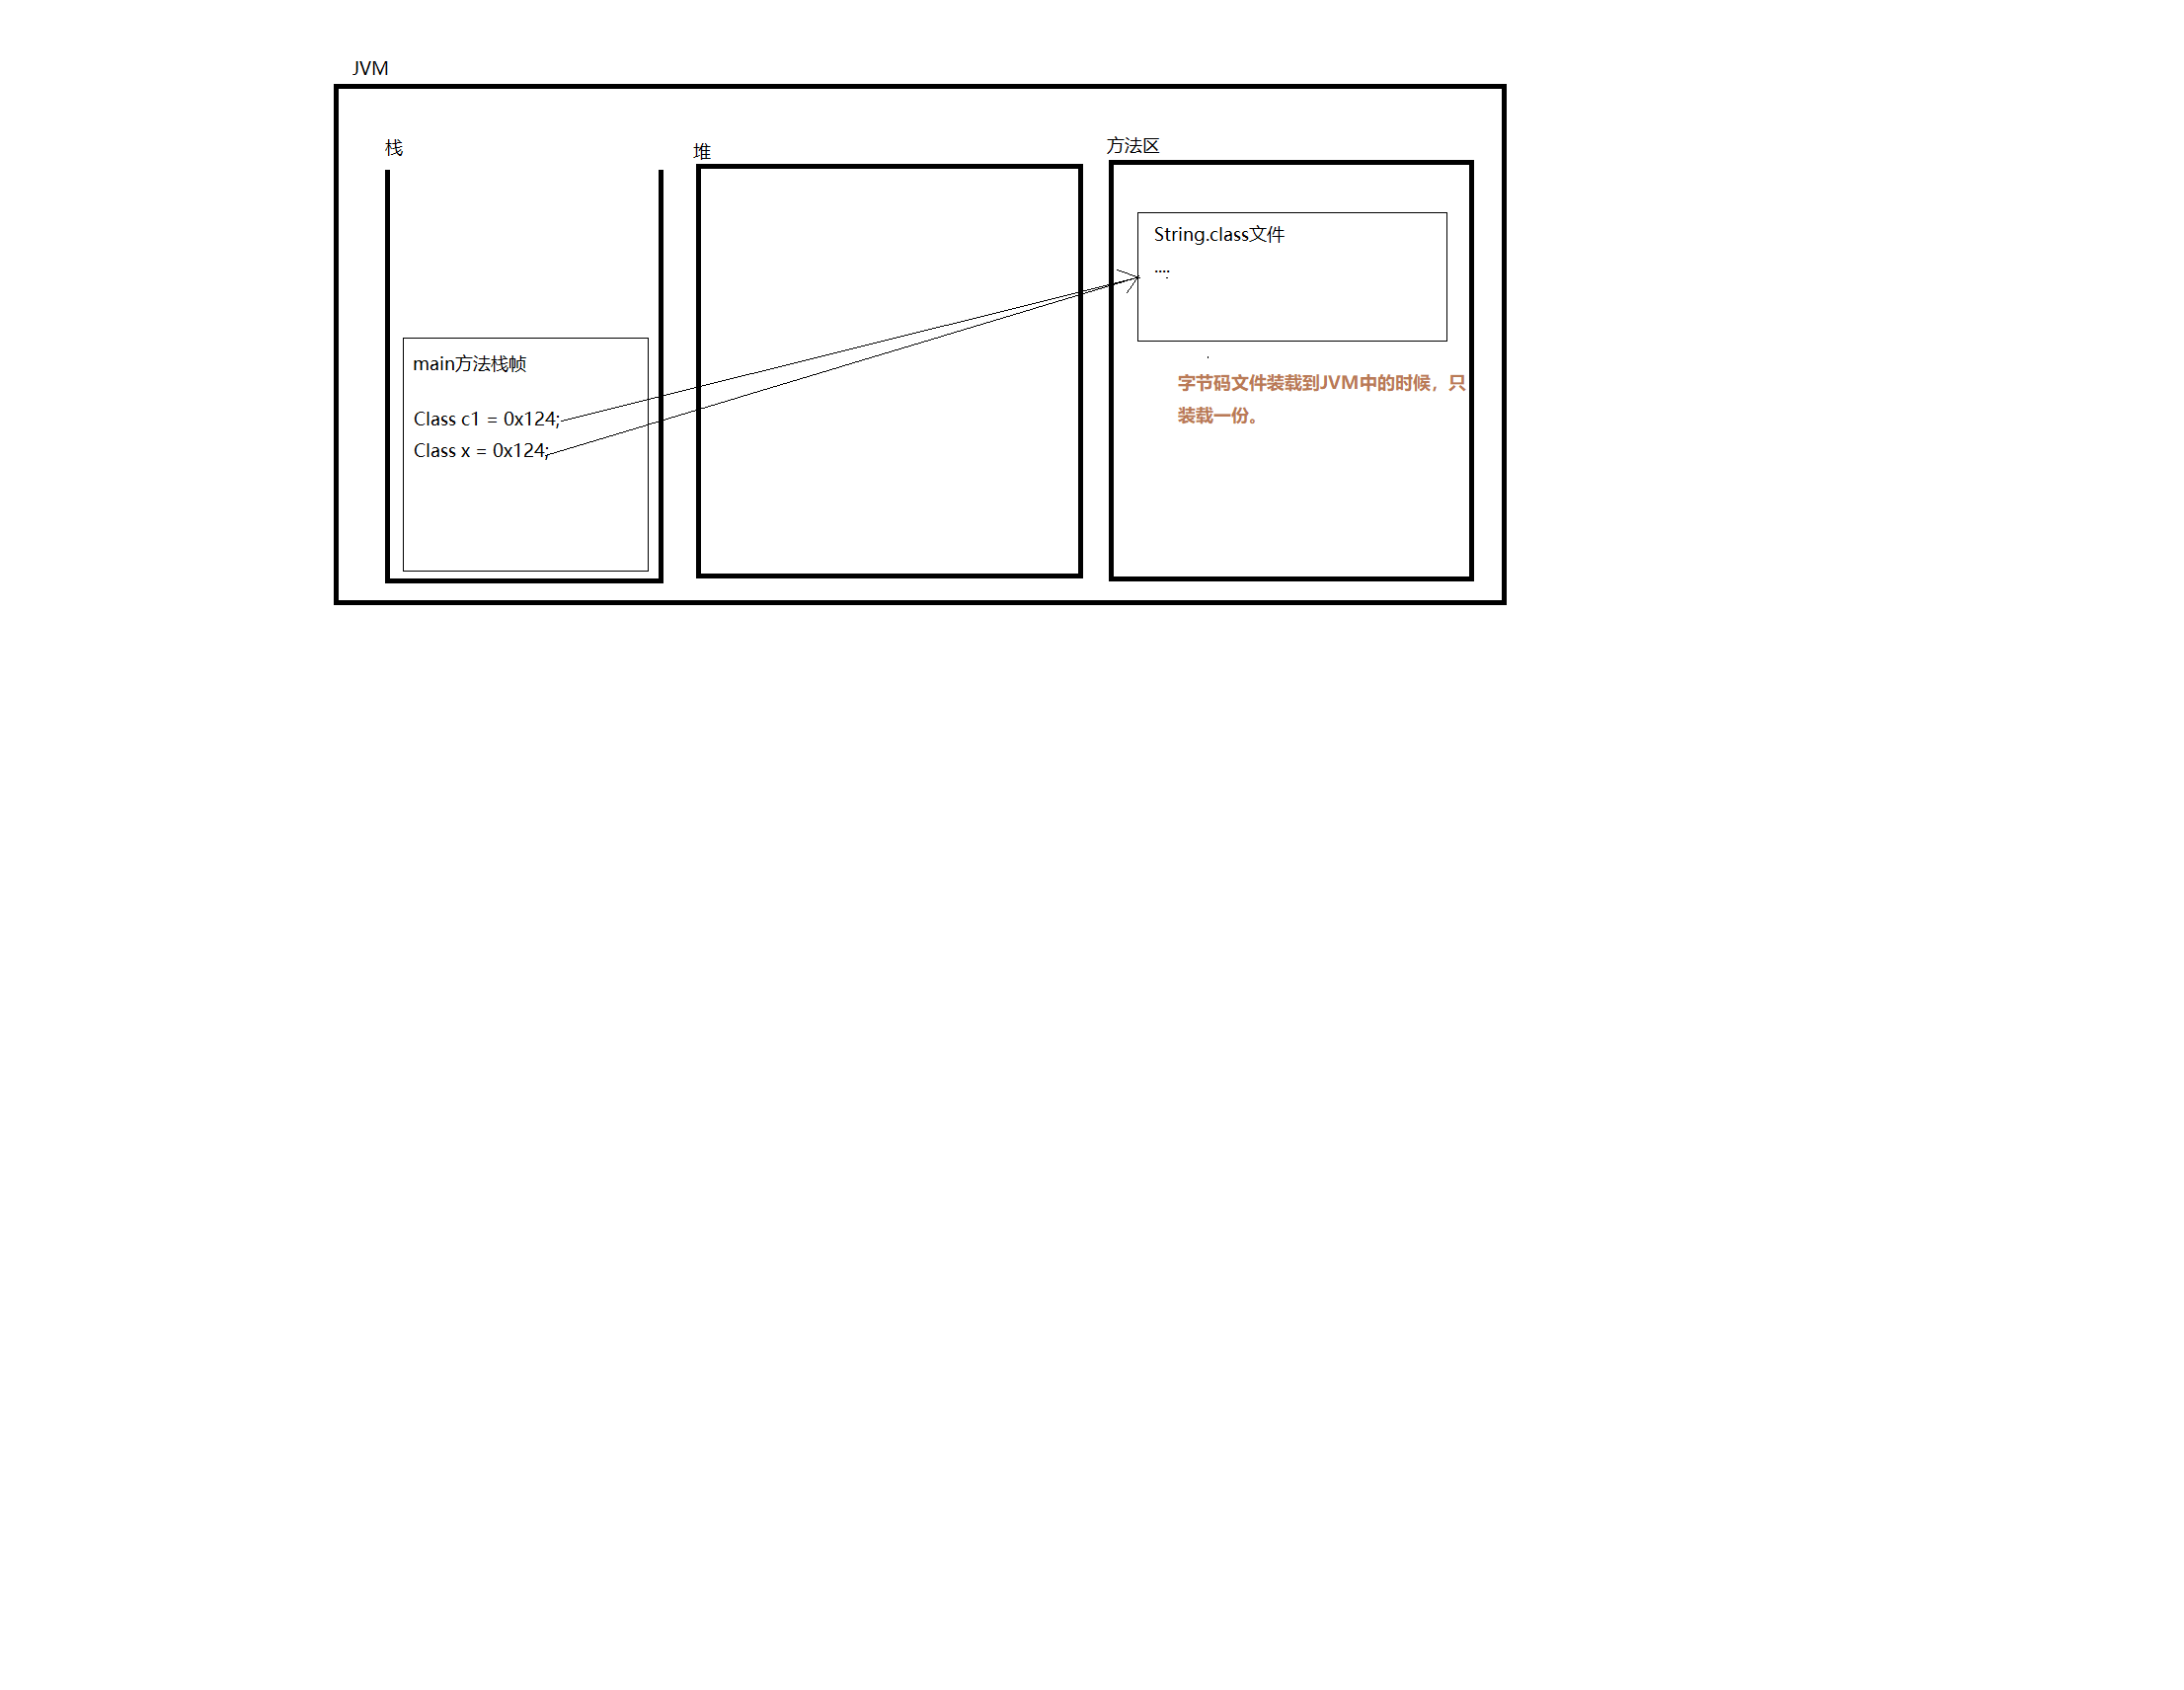 JVM
栈
堆
方法区
main方法栈帧
Class c1 = 0x124;
Class x = 0x124;
String.class文件
....
字节码文件装载到JVM中的时候，只
装载一份。